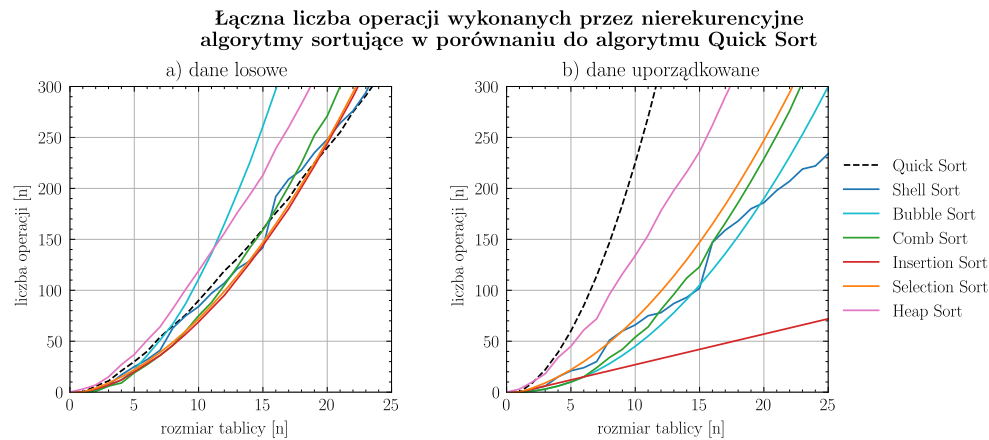 Łączna liczba operacji wykonanych przez nierekurencyjne
algorytmy sortujące w porównaniu do algorytmu Quick Sort
a) dane losowe
300
250
200
150
100
50
0
liczba operacji [n]
0 5 10 15 20 25
rozmiar tablicy [n]
b) dane uporządkowane
300
250
200
150
100
50
0
liczba operacji [n]
0 5 10 15 20 25
rozmiar tablicy [n]
Quick Sort
Shell Sort
Bubble Sort
Comb Sort
Insertion Sort
Selection Sort
Heap Sort